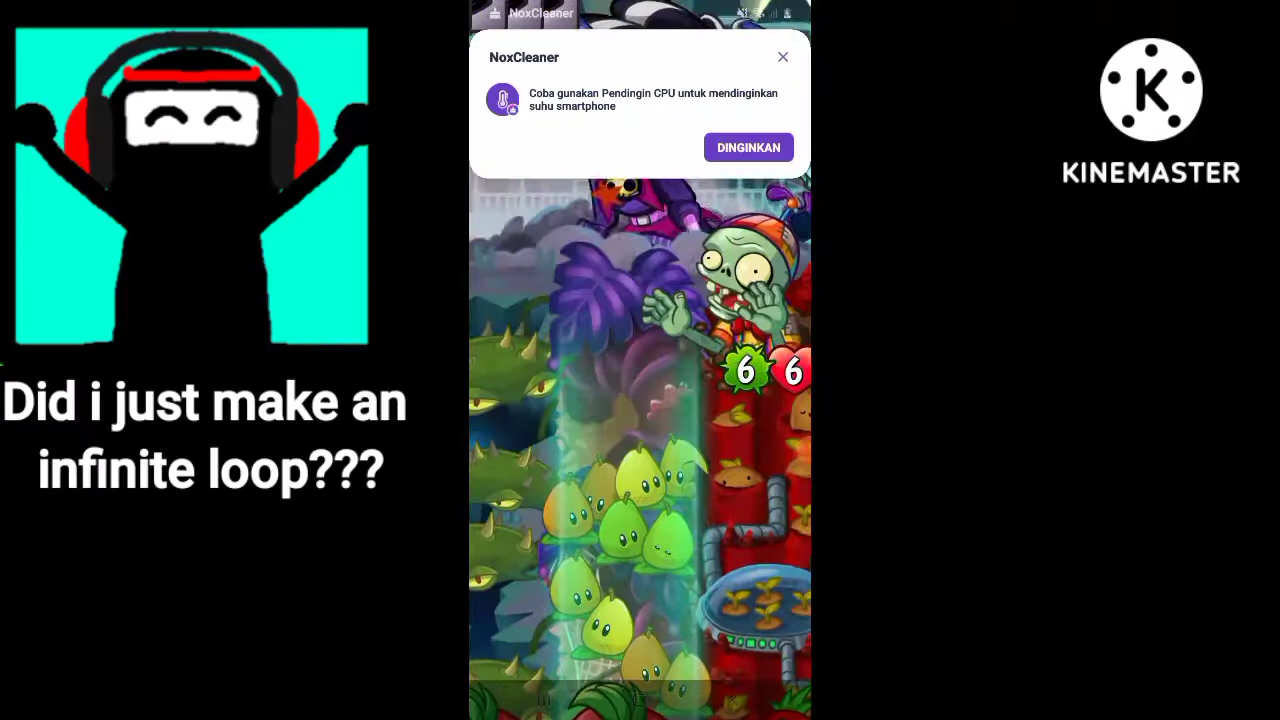 NoxCleaner
NoxCleaner
Coba gunakan Pendingin CPU untuk mendinginkan
suhu smartphone
DINGINKAN
K
KINEMASTER
6 6
Did i just make an
infinite loop???